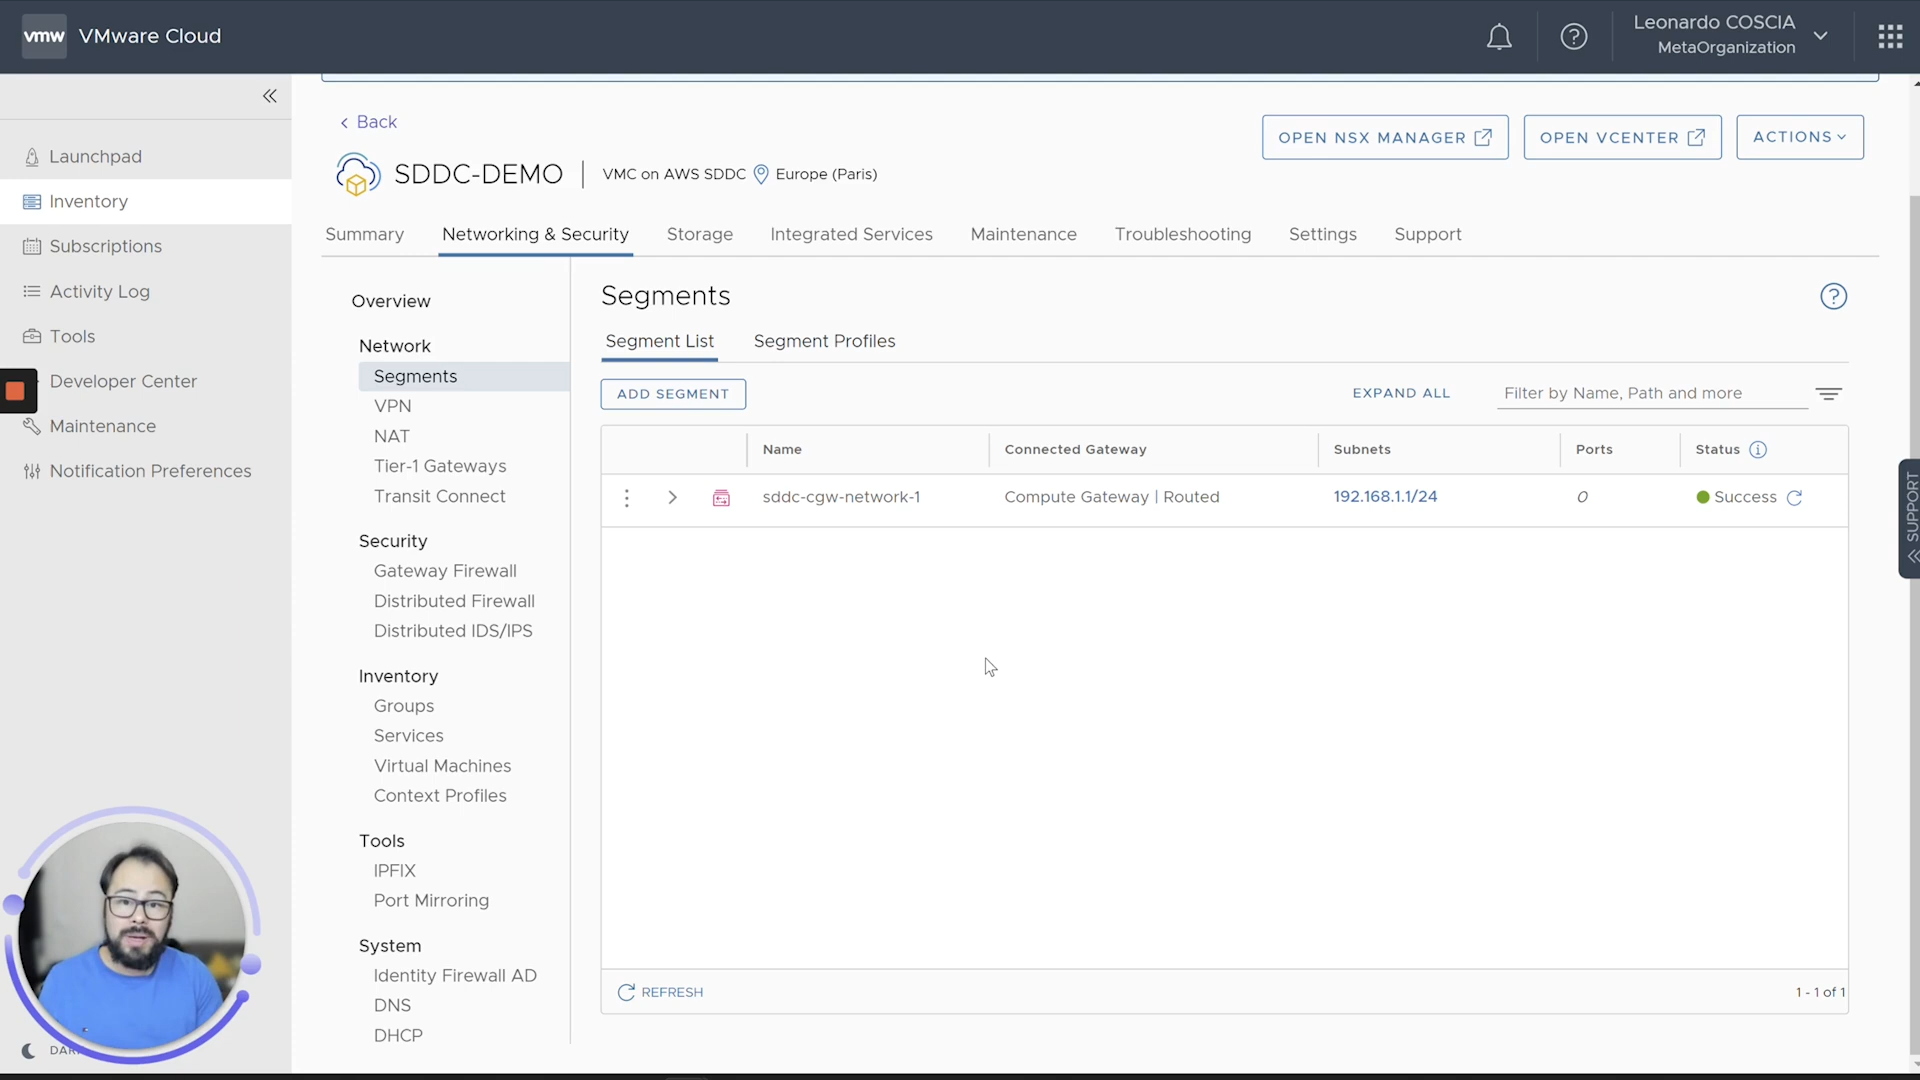 vmw VMware Cloud
Leonardo COSCIA
MetaOrganization
Launchpad
Inventory
Subscriptions
Activity Log
Tools
Developer Center
Maintenance
Notification Preferences
Back
SDDC-DEMO
VMC on AWS SDDC Europe (Paris)
OPEN NSX MANAGER
OPEN VCENTER
ACTIONS
Summary Networking & Security Storage Integrated Services Maintenance Troubleshooting Settings Support
Overview
Network
Segments
VPN
NAT
Tier-1 Gateways
Transit Connect
Security
Gateway Firewall
Distributed Firewall
Distributed IDS/IPS
Inventory
Groups
Services
Virtual Machines
Context Profiles
Tools
IPFIX
Port Mirroring
System
Identity Firewall AD
DNS
DHCP
Segments
Segment List Segment Profiles
ADD SEGMENT
EXPAND ALL
Filter by Name, Path and more
Name Connected Gateway Subnets Ports Status
sddc-cgw-network-1 Compute Gateway | Routed 192.168.1.1/24 0 Success
REFRESH
1 - 1 of 1
SUPPORT